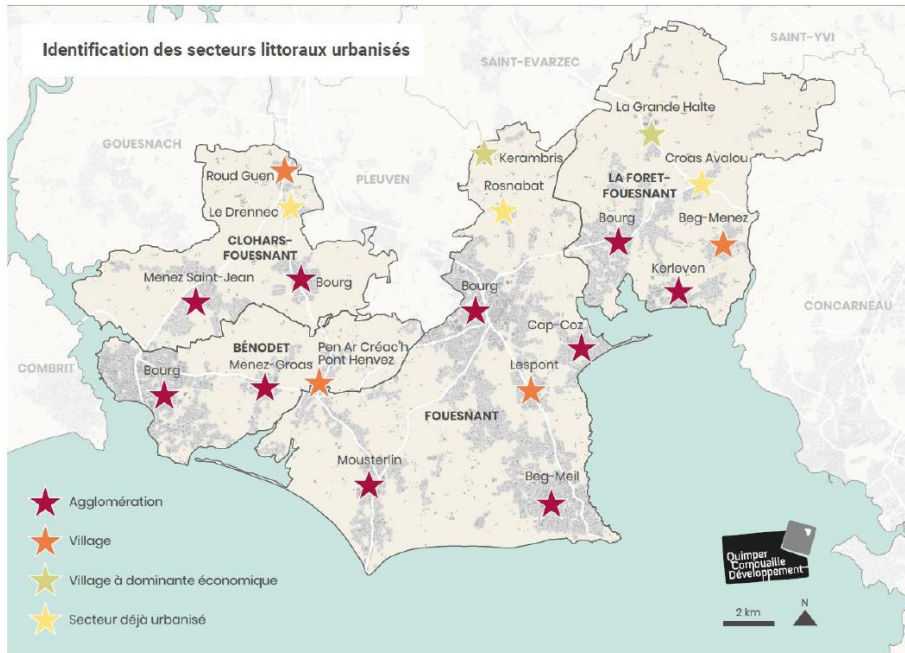 Identification des secteurs littoraux urbanisés
SAINT-YVI
SAINT-EVARZEC
GOUESNACH
PLEUVEN
La Grande Halte
Kerambris
Croas Avalou
Roud Guen
Rosnabat
LA FORET-
FOUESNANT
Le Drennec
Bourg
Beg-Menez
CLOHARS-
FOUESNANT
Menez Saint-Jean
Bourg
Bourg
Kerleven
CONCARNEAU
Cap-Coz
COMBRIT
BÉNODET
Pen Ar Créac'h
Pont Henvez
Bourg
Menez-Groas
Lespont
FOUESNANT
Mousterlin
Beg-Meil
Agglomération
Village
Village à dominante économique
Secteur déjà urbanisé
Quimper
Cornouaille
Développement
2 km
N